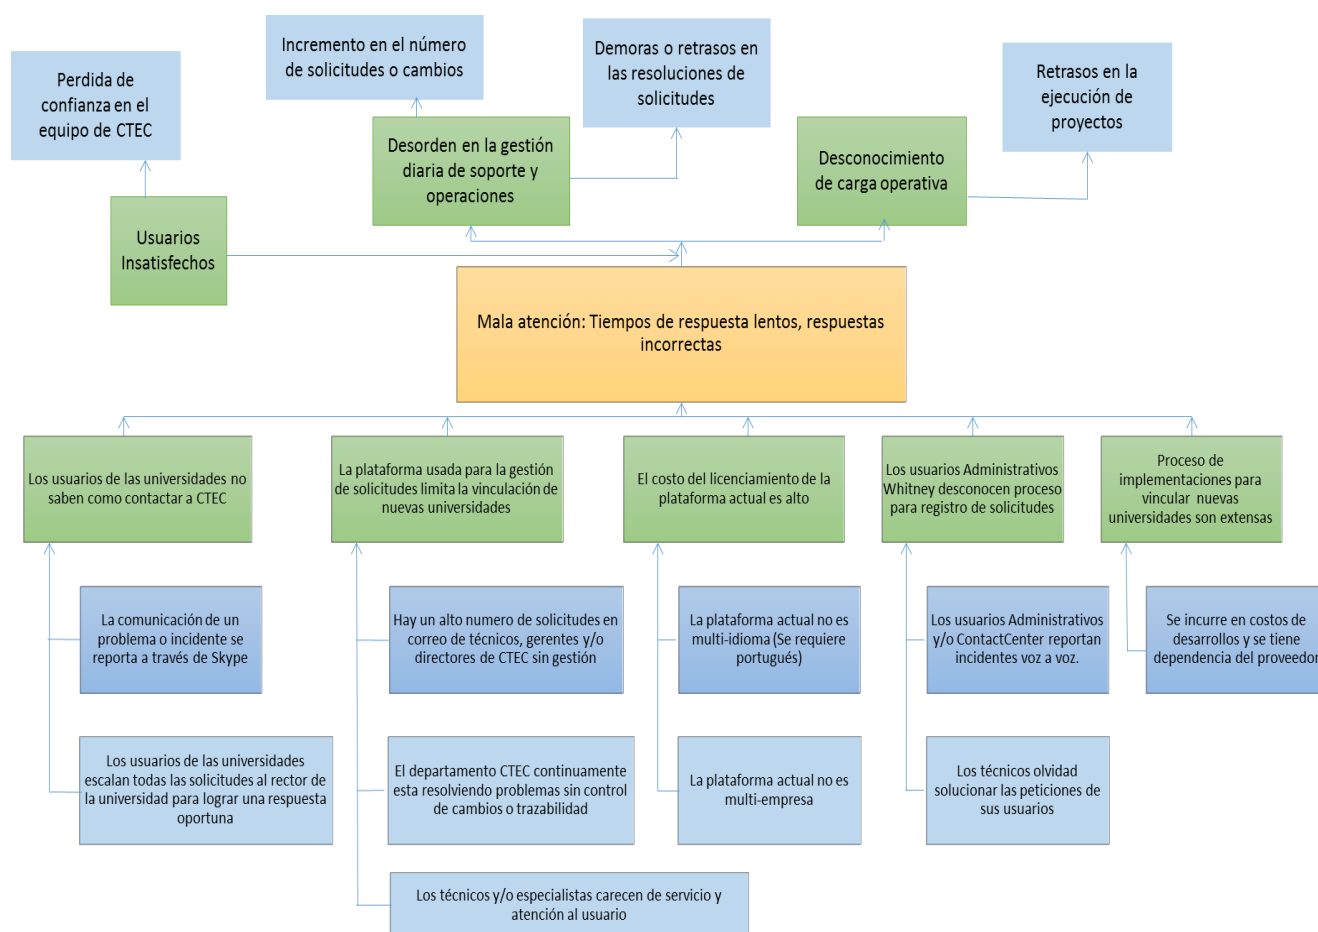 Perdida de
confianza en el
equipo de CTEC
Incremento en el número
de solicitudes o cambios
Demoras o retrasos en
las resoluciones de
solicitudes
Retrasos en la
ejecución de
proyectos
Usuarios
Insatisfechos
Desorden en la gestión
diaria de soporte y
operaciones
Desconocimiento
de carga operativa
Mala atención: Tiempos de respuesta lentos, respuestas
incorrectas
Los usuarios de las universidades no
saben como contactar a CTEC
La plataforma usada para la gestión
de solicitudes limita la vinculación de
nuevas universidades
El costo del licenciamiento de la
plataforma actual es alto
Los usuarios Administrativos
Whitney desconocen proceso
para registro de solicitudes
Proceso de
implementaciones para
vincular nuevas
universidades son extensas
La comunicación de un
problema o incidente se
reporta a través de Skype
Hay un alto numero de solicitudes en
correo de técnicos, gerentes y/o
directores de CTEC sin gestión
La plataforma actual no es
multi-idioma (Se requiere
portugués)
Los usuarios Administrativos
y/o ContactCenter reportan
incidentes voz a voz.
Se incurre en costos de
desarrollos y se tiene
dependencia del proveedor
Los usuarios de las universidades
escalan todas las solicitudes al rector de
la universidad para lograr una respuesta
oportuna
El departamento CTEC continuamente
esta resolviendo problemas sin control
de cambios o trazabilidad
La plataforma actual no es
multi-empresa
Los técnicos olvidad
solucionar las peticiones de
sus usuarios
Los técnicos y/o especialistas carecen de servicio y
atención al usuario